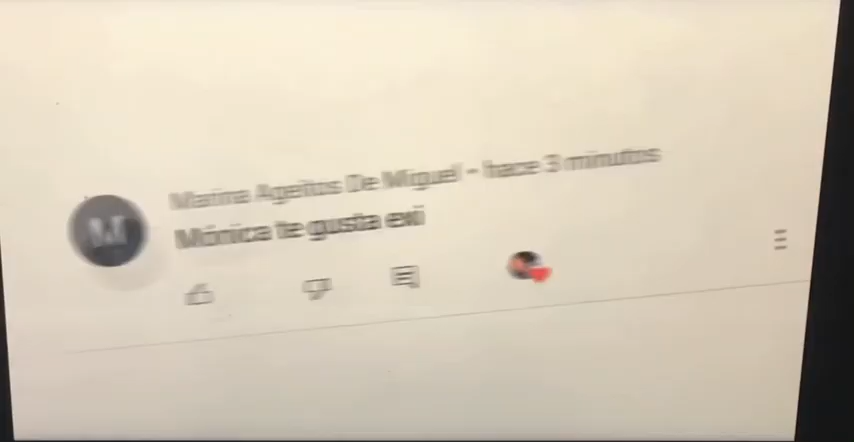 M
Marina Ageitos De Miguel • hace 3 minutos
Mónica te gusta exi